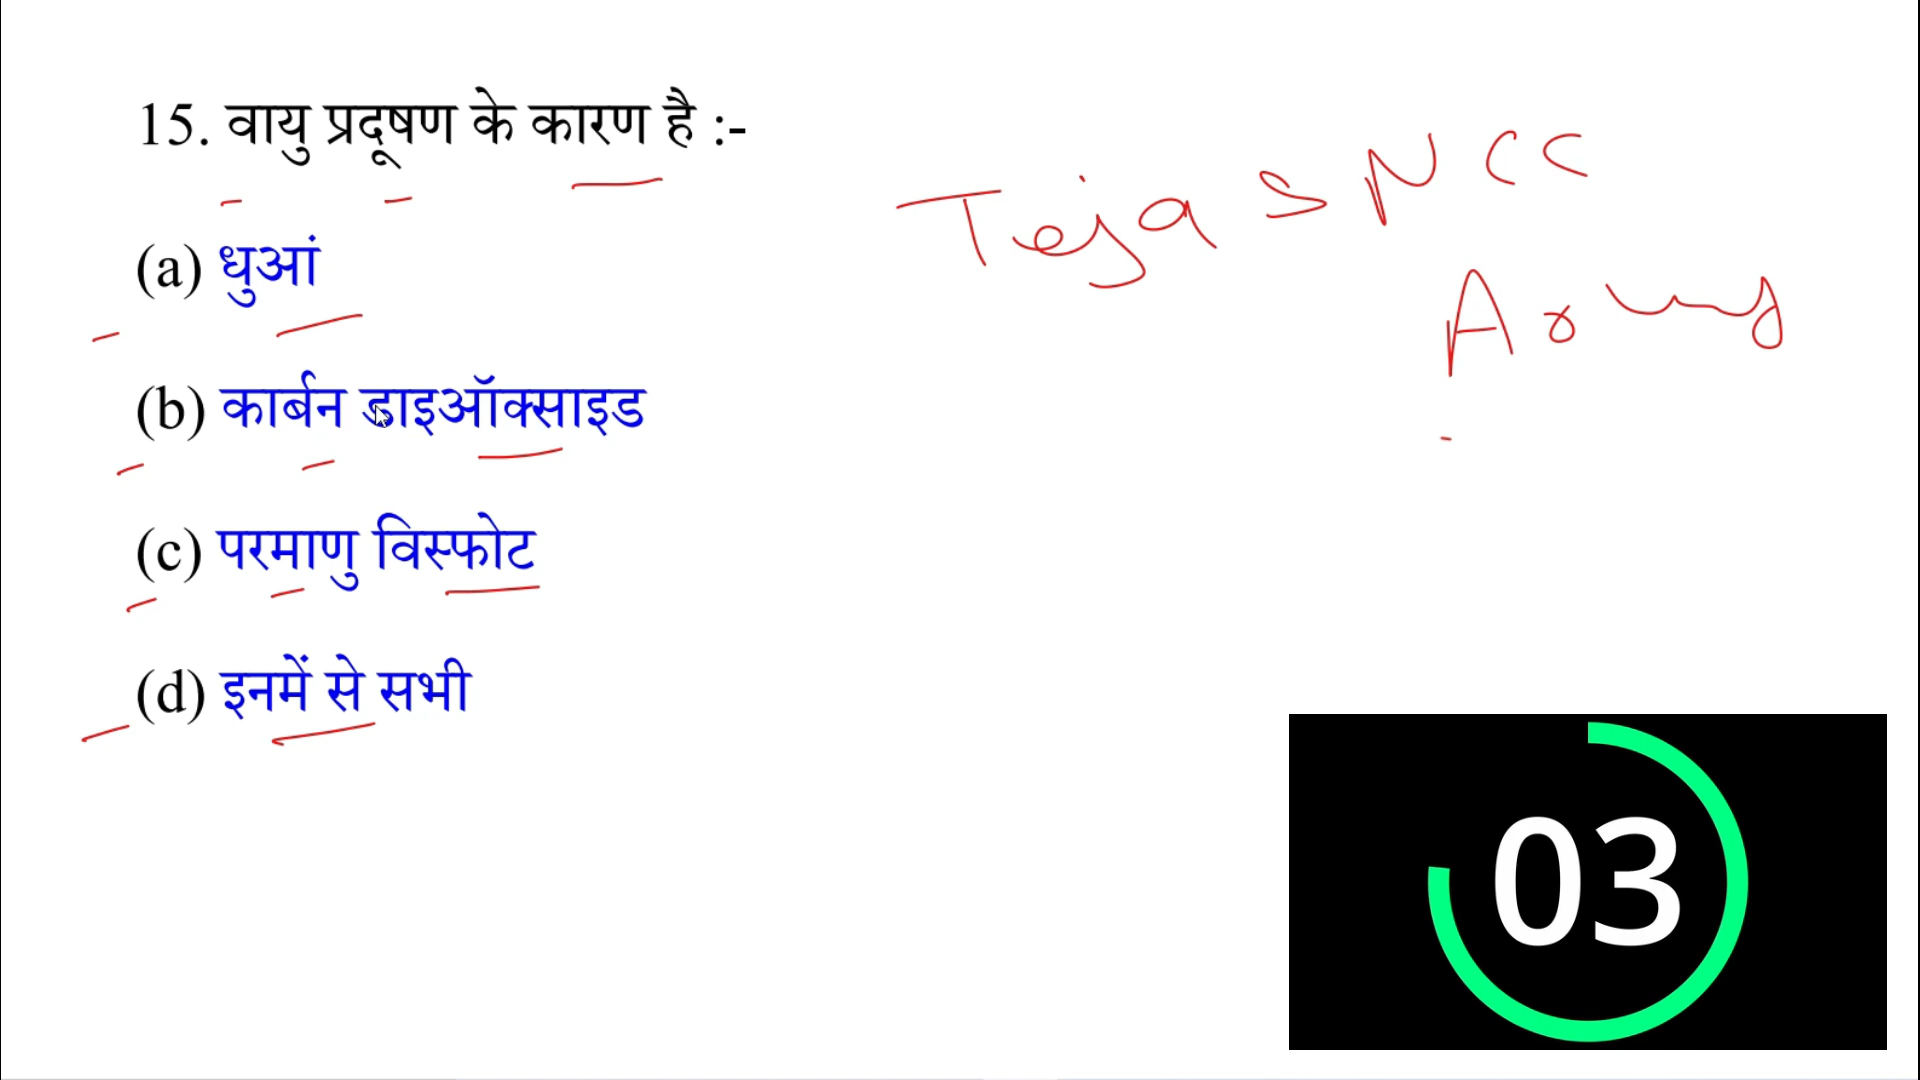 15. वायु प्रदूषण के कारण है :-
Tejas NCC
Army
(a) धुआं
(b) कार्बन डाइऑक्साइड
(c) परमाणु विस्फोट
(d) इनमें से सभी
03